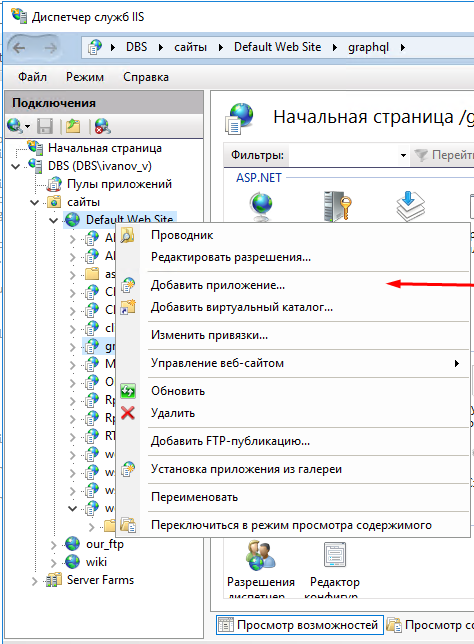 Диспетчер служб IIS
DBS сайты Default Web Site graphql
Файл Режим Справка
Подключения
Начальная страница
DBS (DBS\ivanov_v)
Пулы приложений
сайты
Default Web Site
as
Cl
Cl
cl
gr
M
O
Rp
Rp
RT
w
w
w
w
our_ftp
wiki
Server Farms
Начальная страница /g
Фильтры: Перейти
ASP.NET
Проводник
Редактировать разрешения...
Добавить приложение...
Добавить виртуальный каталог...
Изменить привязки...
Управление веб-сайтом
Обновить
Удалить
Добавить FTP-публикацию...
Установка приложения из галереи
Переименовать
Переключиться в режим просмотра содержимого
Разрешения Редактор
диспетчер конфигур
Просмотр возможностей Просмотр со